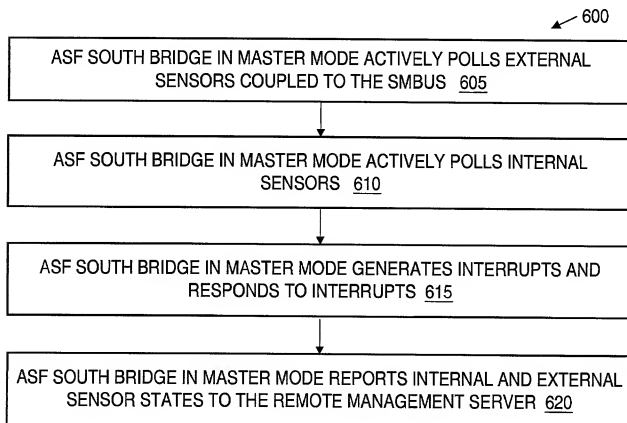 600
ASF SOUTH BRIDGE IN MASTER MODE ACTIVELY POLLS EXTERNAL
SENSORS COUPLED TO THE SMBUS 605
ASF SOUTH BRIDGE IN MASTER MODE ACTIVELY POLLS INTERNAL
SENSORS 610
ASF SOUTH BRIDGE IN MASTER MODE GENERATES INTERRUPTS AND
RESPONDS TO INTERRUPTS 615
ASF SOUTH BRIDGE IN MASTER MODE REPORTS INTERNAL AND EXTERNAL
SENSOR STATES TO THE REMOTE MANAGEMENT SERVER 620